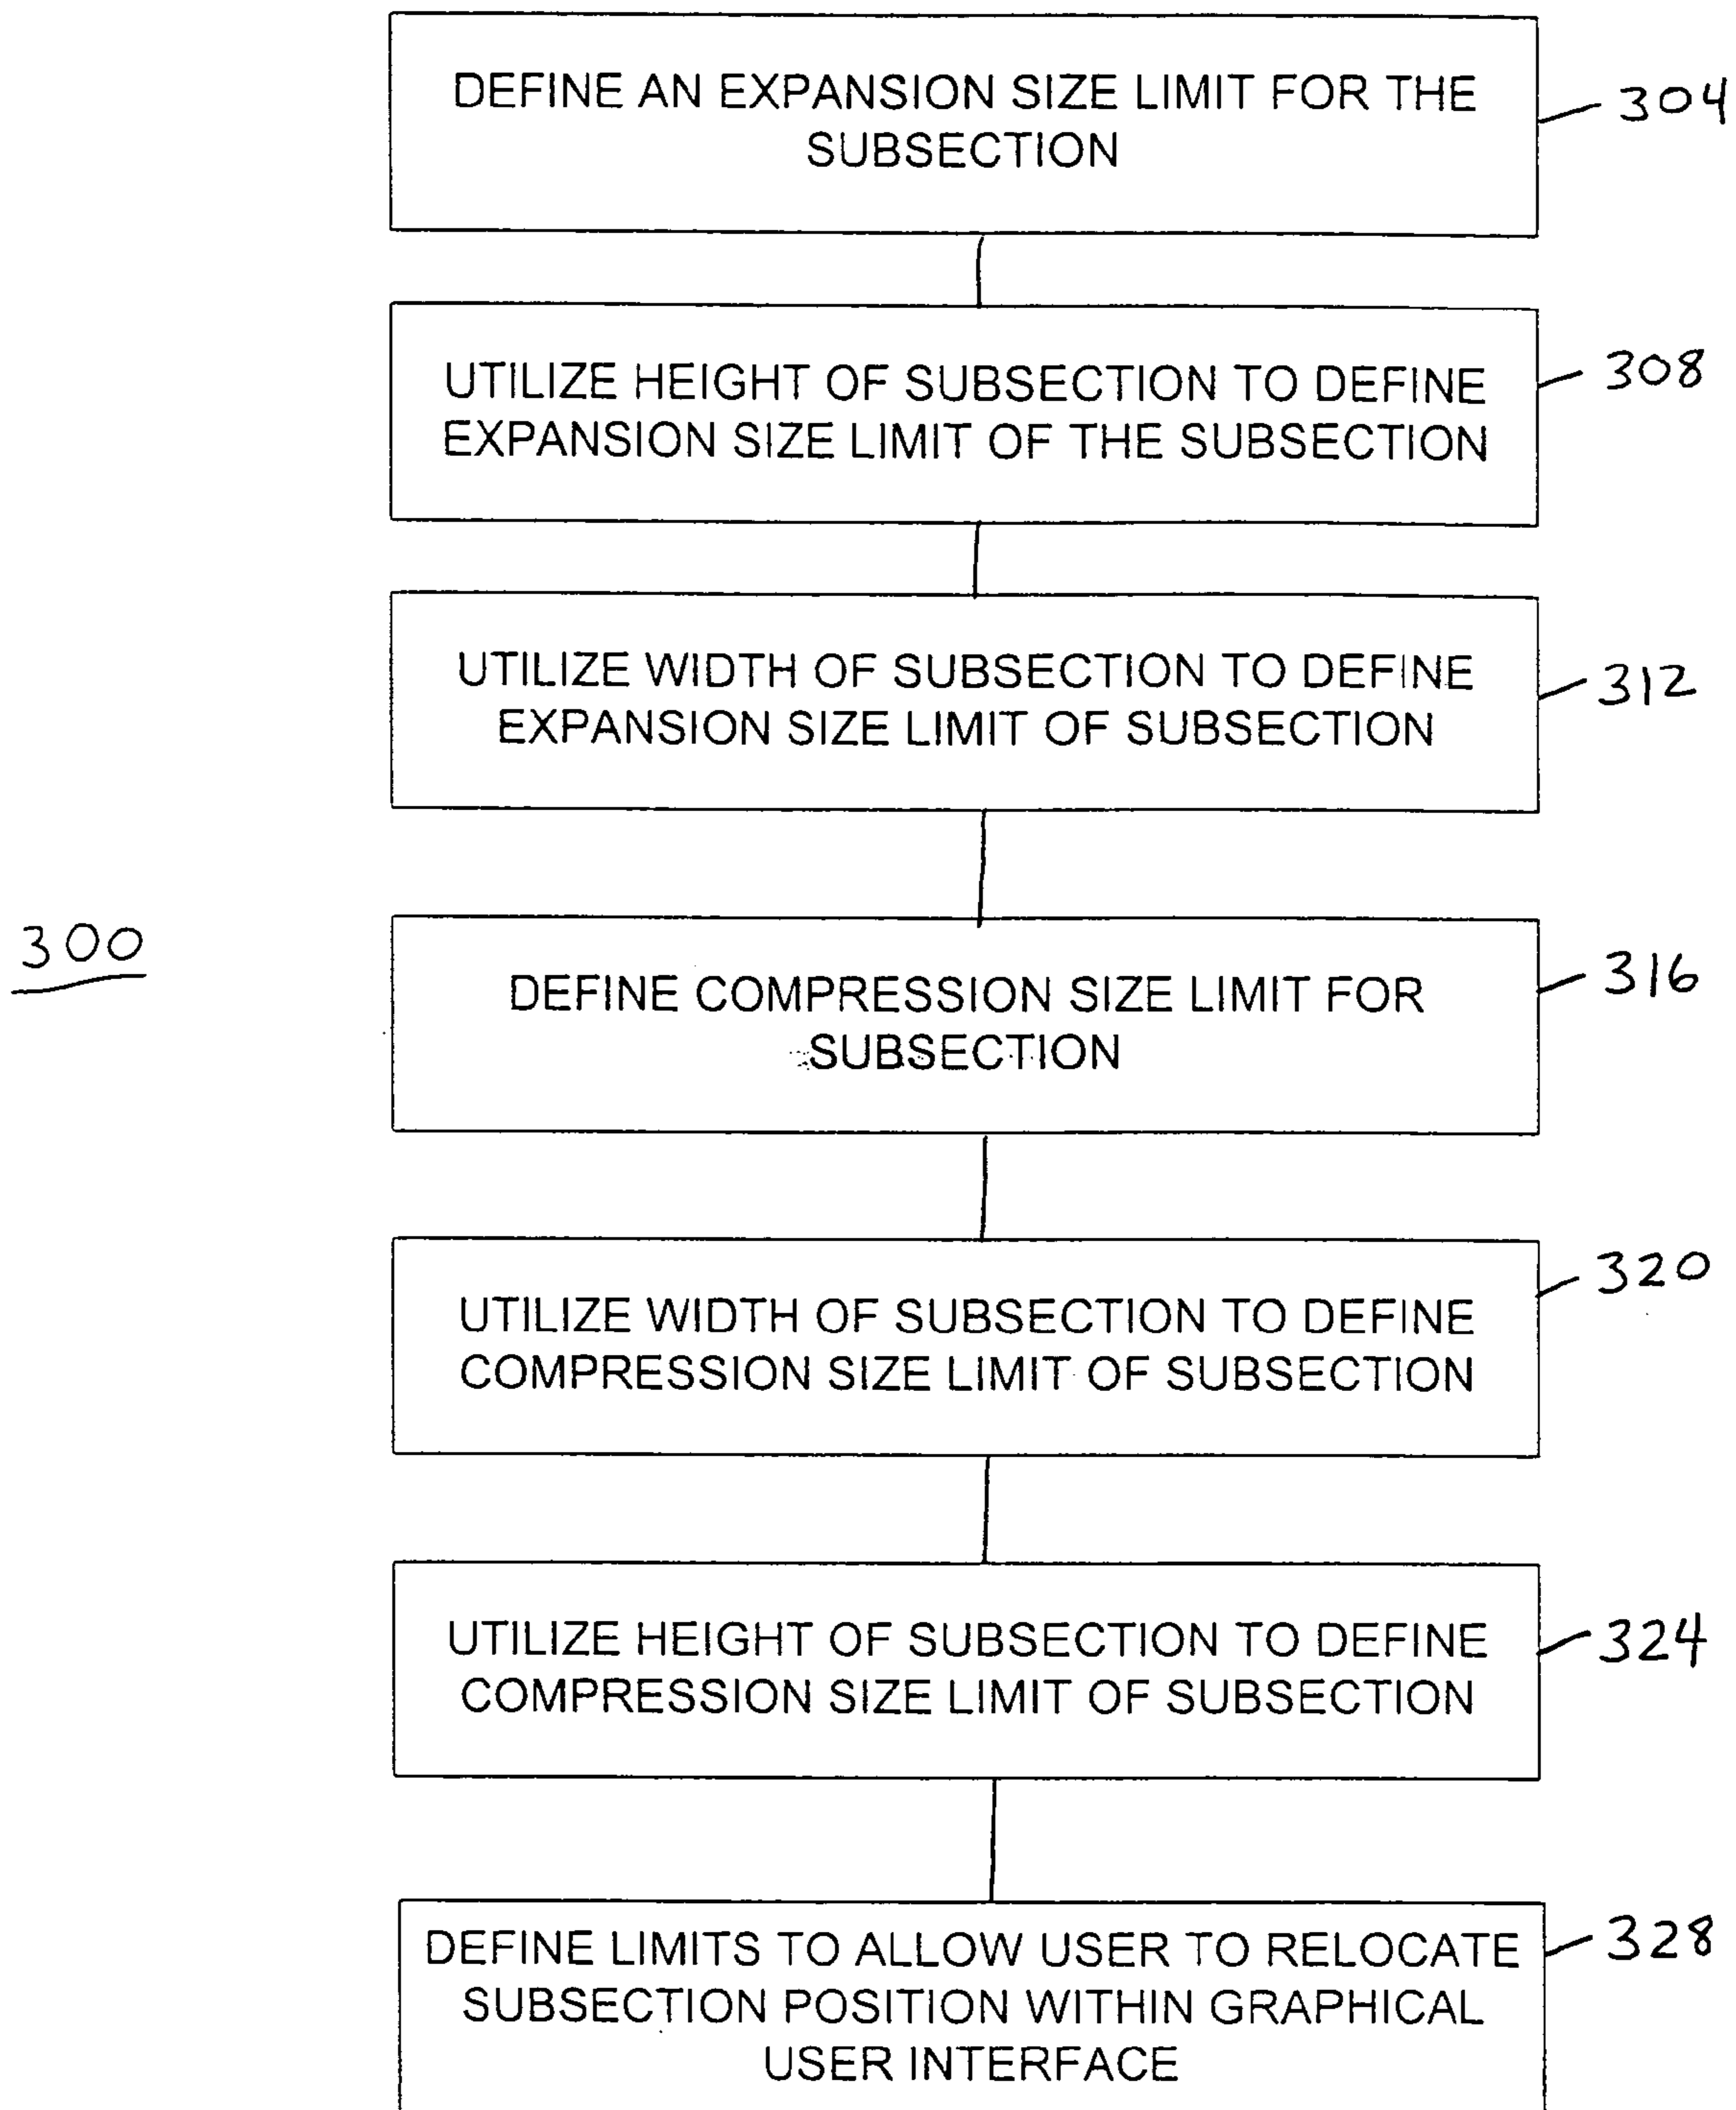 DEFINE AN EXPANSION SIZE LIMIT FOR THE
SUBSECTION
304
UTILIZE HEIGHT OF SUBSECTION TO DEFINE
EXPANSION SIZE LIMIT OF THE SUBSECTION
308
UTILIZE WIDTH OF SUBSECTION TO DEFINE
EXPANSION SIZE LIMIT OF SUBSECTION
312
300
DEFINE COMPRESSION SIZE LIMIT FOR
SUBSECTION
316
UTILIZE WIDTH OF SUBSECTION TO DEFINE
COMPRESSION SIZE LIMIT OF SUBSECTION
320
UTILIZE HEIGHT OF SUBSECTION TO DEFINE
COMPRESSION SIZE LIMIT OF SUBSECTION
324
DEFINE LIMITS TO ALLOW USER TO RELOCATE
SUBSECTION POSITION WITHIN GRAPHICAL
USER INTERFACE
328